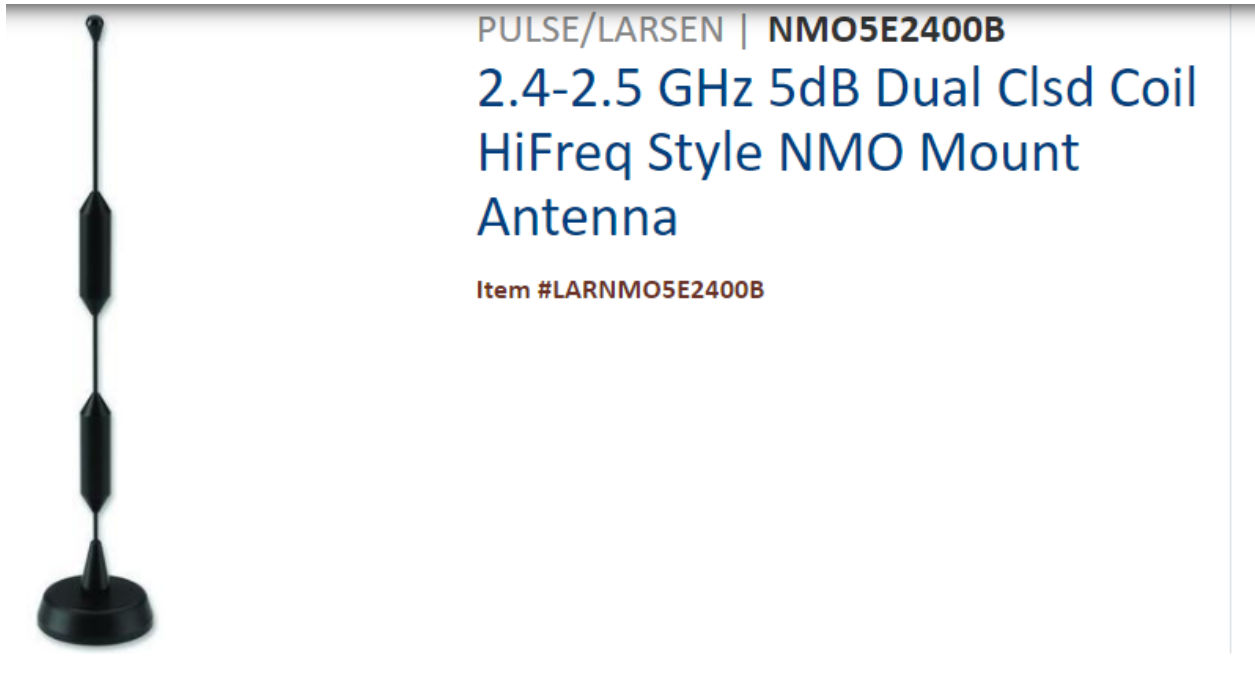 PULSE/LARSEN | NMO5E2400B
2.4-2.5 GHz 5dB Dual Clsd Coil
HiFreq Style NMO Mount
Antenna
Item #LARNMO5E2400B